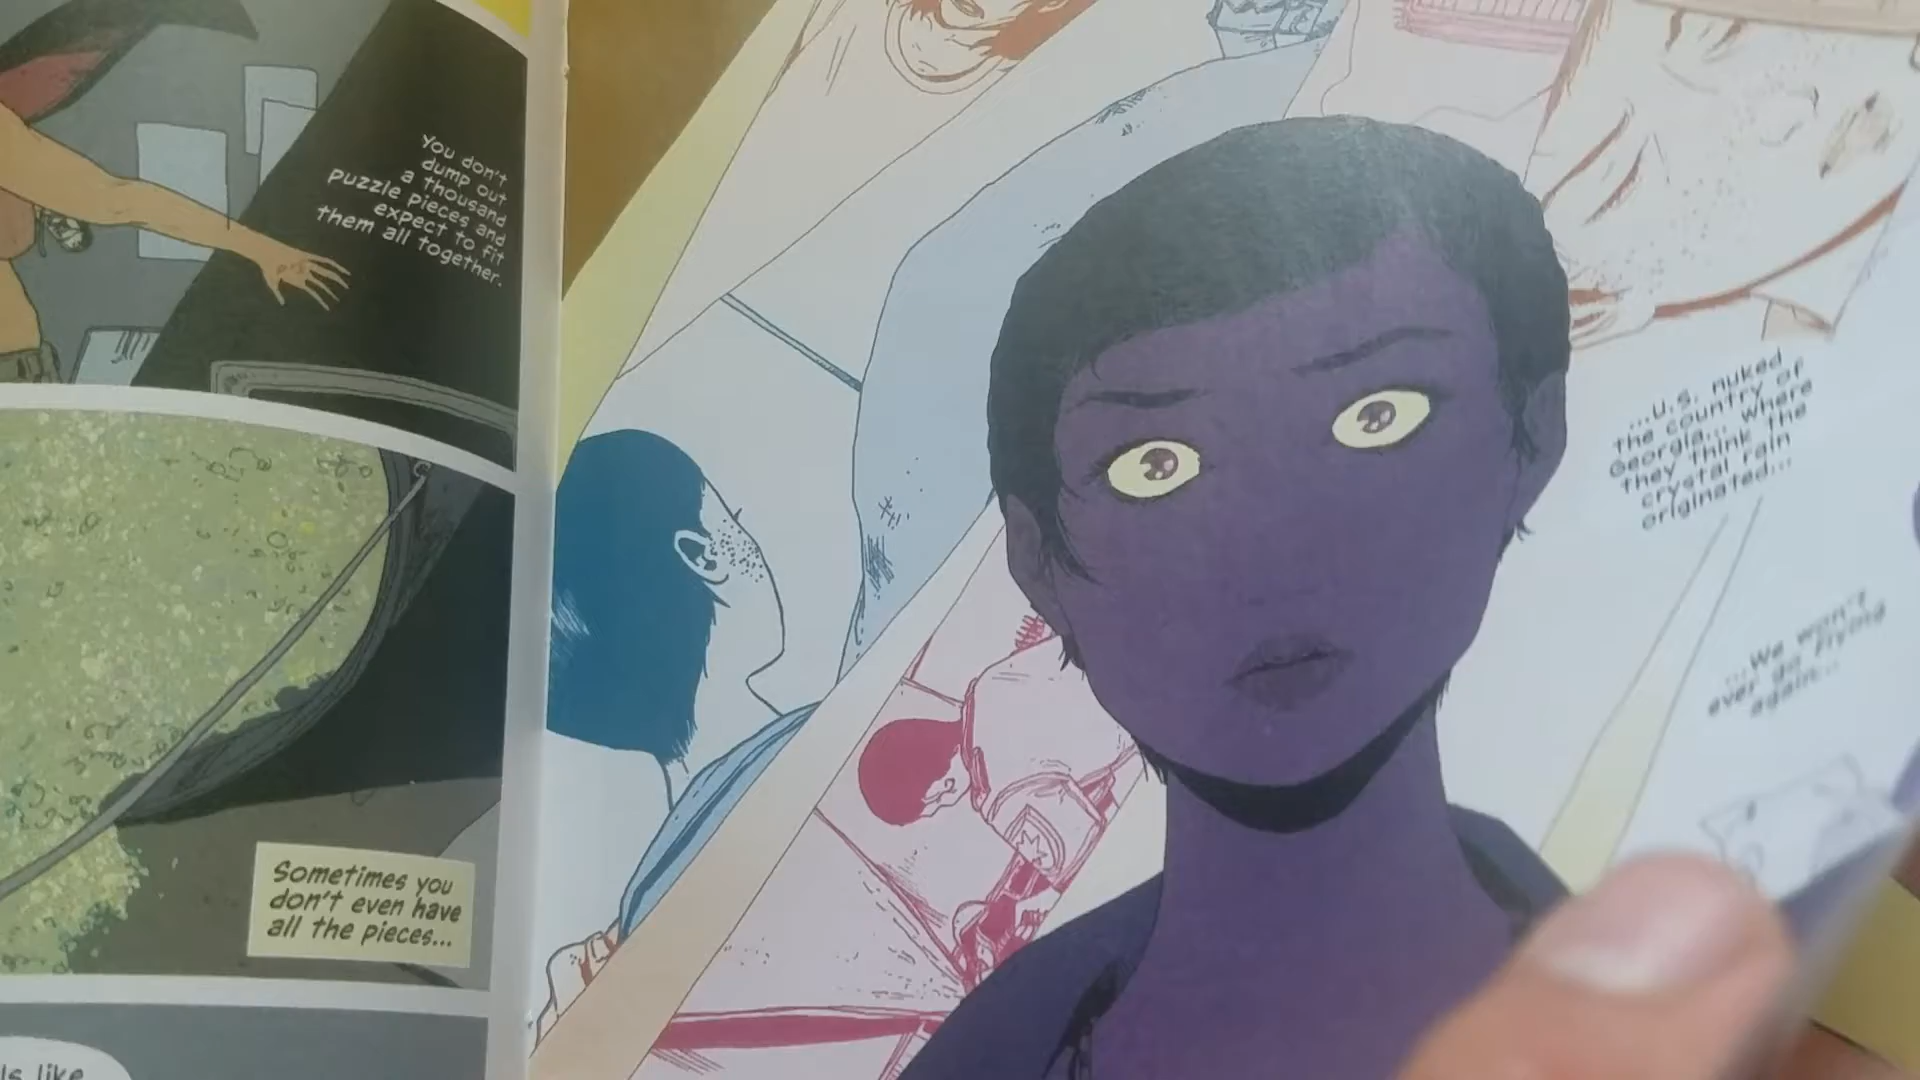 You don't
dump out
a thousand
puzzle pieces and
expect to fit
them all together.
Sometimes you
don't even have
all the pieces...
ls like
...U.S. nuked
the country of
Georgia... where
they think the
crystal rain
originated...
...We won't
ever go flying
again...